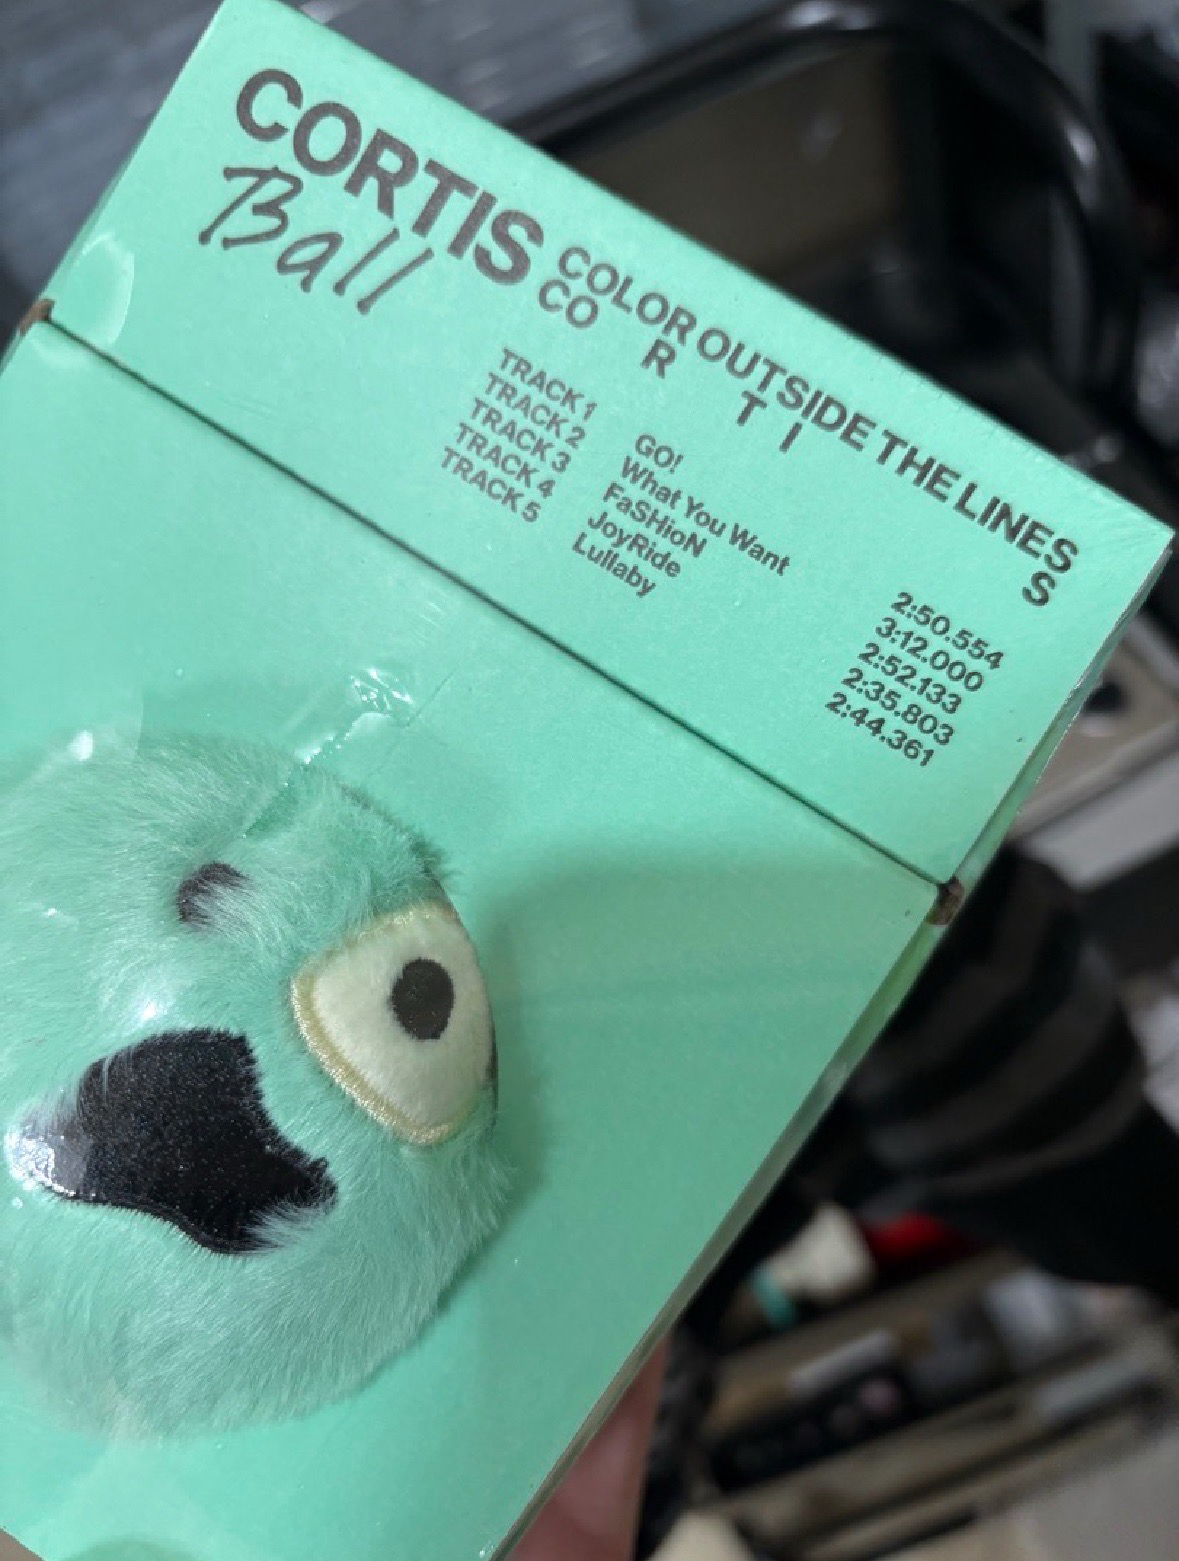 CORTIS
Ball
COLOR OUTSIDE THE LINES
CO R T I S
TRACK 1 GO! 2:50.554
TRACK 2 What You Want 3:12.000
TRACK 3 FaSHioN 2:52.133
TRACK 4 JoyRide 2:35.803
TRACK 5 Lullaby 2:44.361